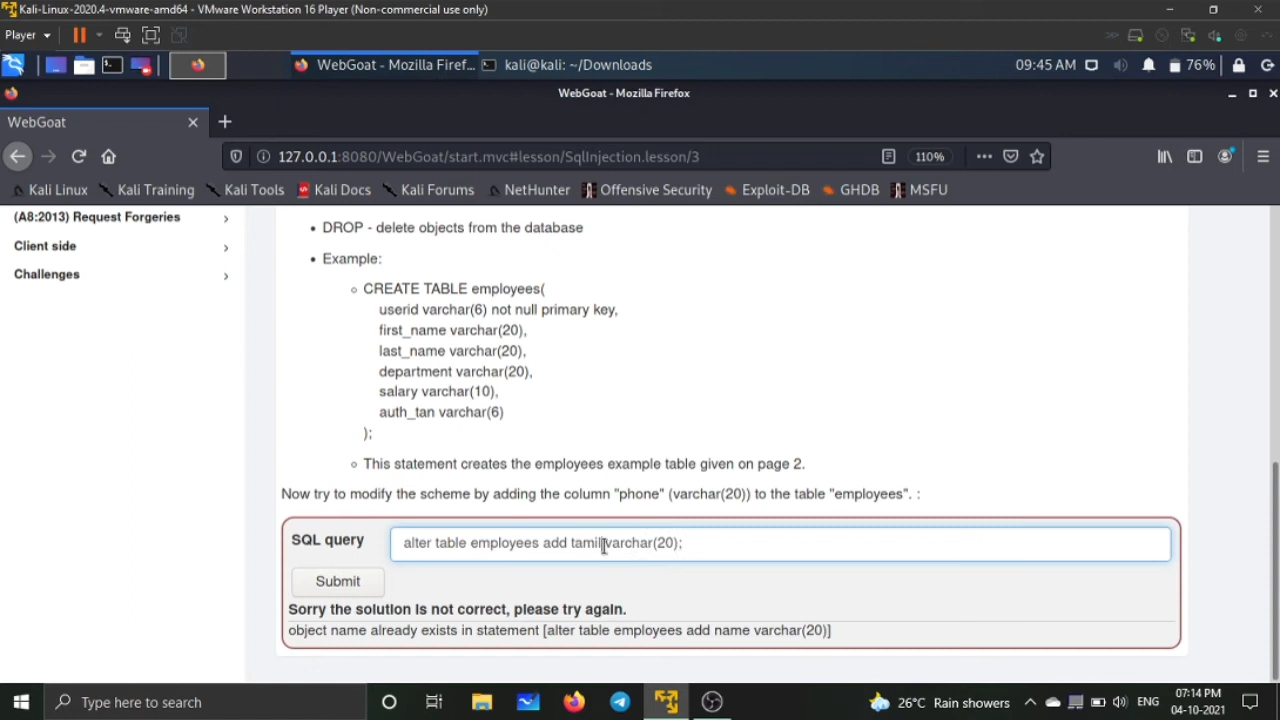 Kali-Linux-2020.4-vmware-amd64 - VMware Workstation 16 Player (Non-commercial use only)
Player
WebGoat - Mozilla Firef...
kali@kali: ~/Downloads
09:45 AM
76%
WebGoat - Mozilla Firefox
WebGoat
127.0.0.1:8080/WebGoat/start.mvc#lesson/SqlInjection.lesson/3
110%
Kali Linux
Kali Training
Kali Tools
Kali Docs
Kali Forums
NetHunter
Offensive Security
Exploit-DB
GHDB
MSFU
(A8:2013) Request Forgeries
Client side
Challenges
• DROP - delete objects from the database
• Example:
CREATE TABLE employees(
userid varchar(6) not null primary key,
first_name varchar(20),
last_name varchar(20),
department varchar(20),
salary varchar(10),
auth_tan varchar(6)
);
This statement creates the employees example table given on page 2.
Now try to modify the scheme by adding the column "phone" (varchar(20)) to the table "employees". :
SQL query
alter table employees add tamil varchar(20);
Submit
Sorry the solution is not correct, please try again.
object name already exists in statement [alter table employees add name varchar(20)]
Type here to search
26°C Rain showers
ENG
07:14 PM
04-10-2021